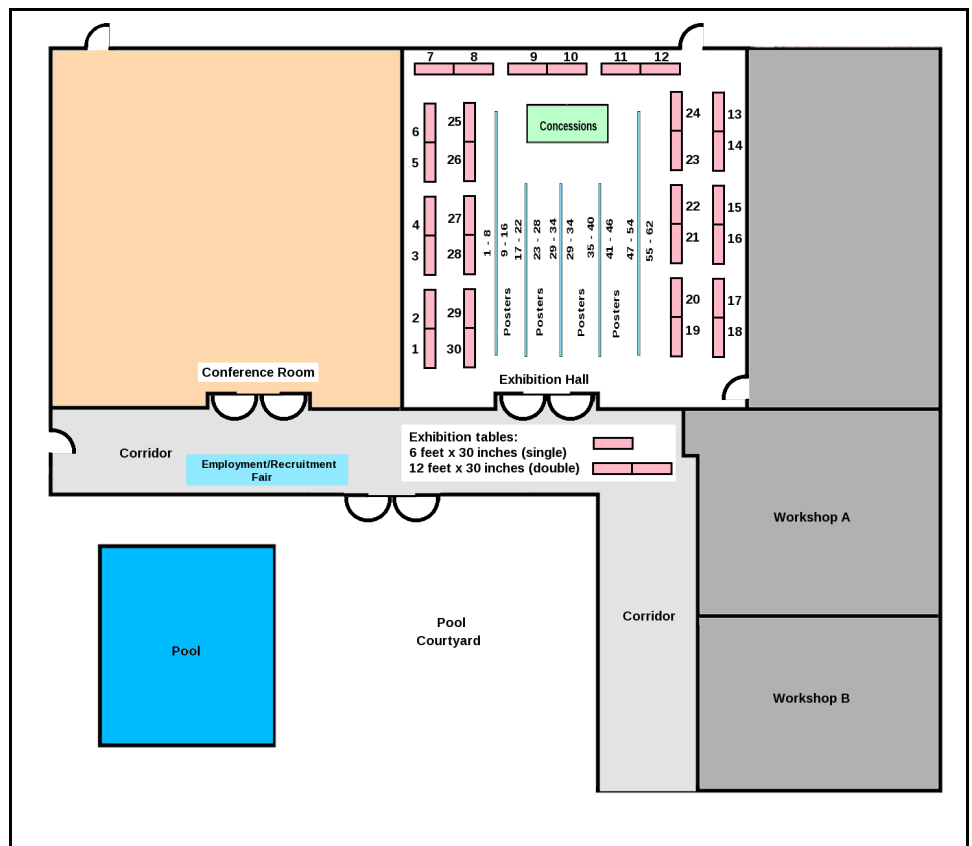 7 8 9 10 11 12
Concessions
6
5
4
3
2
1
25
26
27
28
29
30
1 - 8
9 - 16
17 - 22
23 - 28
29 - 34
29 - 34
35 - 40
41 - 46
47 - 54
55 - 62
Posters
Posters
Posters
Posters
24
23
22
21
20
19
13
14
15
16
17
18
Conference Room
Exhibition Hall
Corridor
Employment/Recruitment
Fair
Exhibition tables:
6 feet x 30 inches (single)
12 feet x 30 inches (double)
Workshop A
Pool
Pool
Courtyard
Corridor
Workshop B